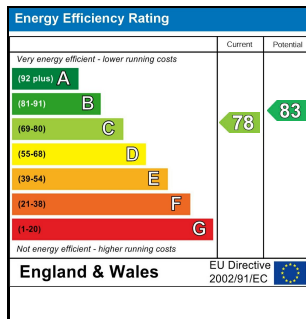 Energy Efficiency Rating
Current Potential
Very energy efficient - lower running costs
(92 plus) A
(81-91) B
(69-80) C
(55-68) D
(39-54) E
(21-38) F
(1-20) G
78
83
Not energy efficient - higher running costs
England & Wales
EU Directive
2002/91/EC